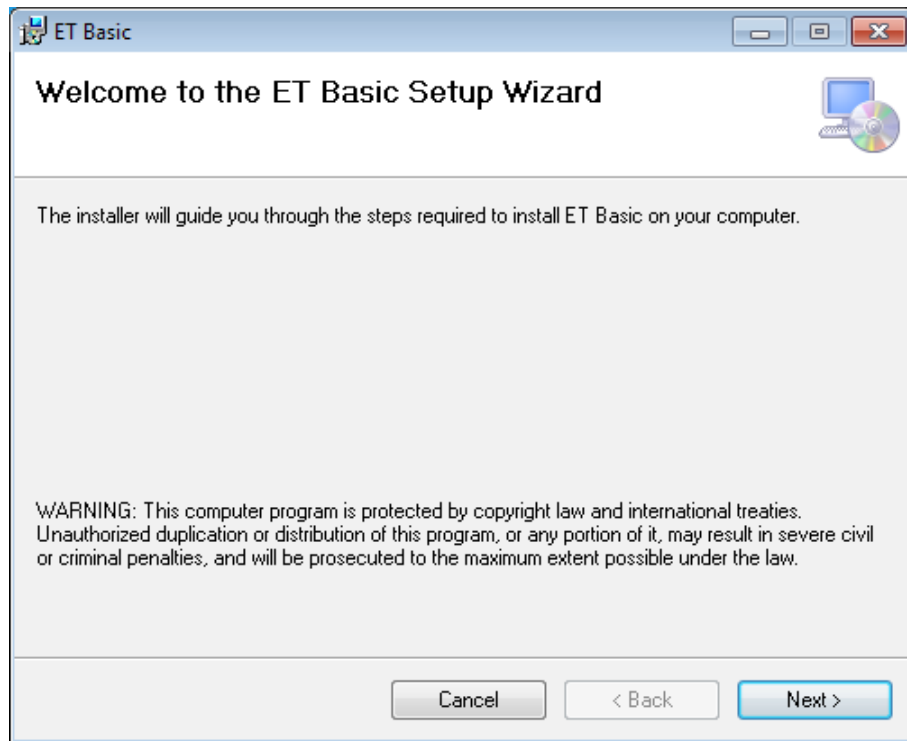 ET Basic
Welcome to the ET Basic Setup Wizard
The installer will guide you through the steps required to install ET Basic on your computer.
WARNING: This computer program is protected by copyright law and international treaties.
Unauthorized duplication or distribution of this program, or any portion of it, may result in severe civil
or criminal penalties, and will be prosecuted to the maximum extent possible under the law.
Cancel
< Back
Next >